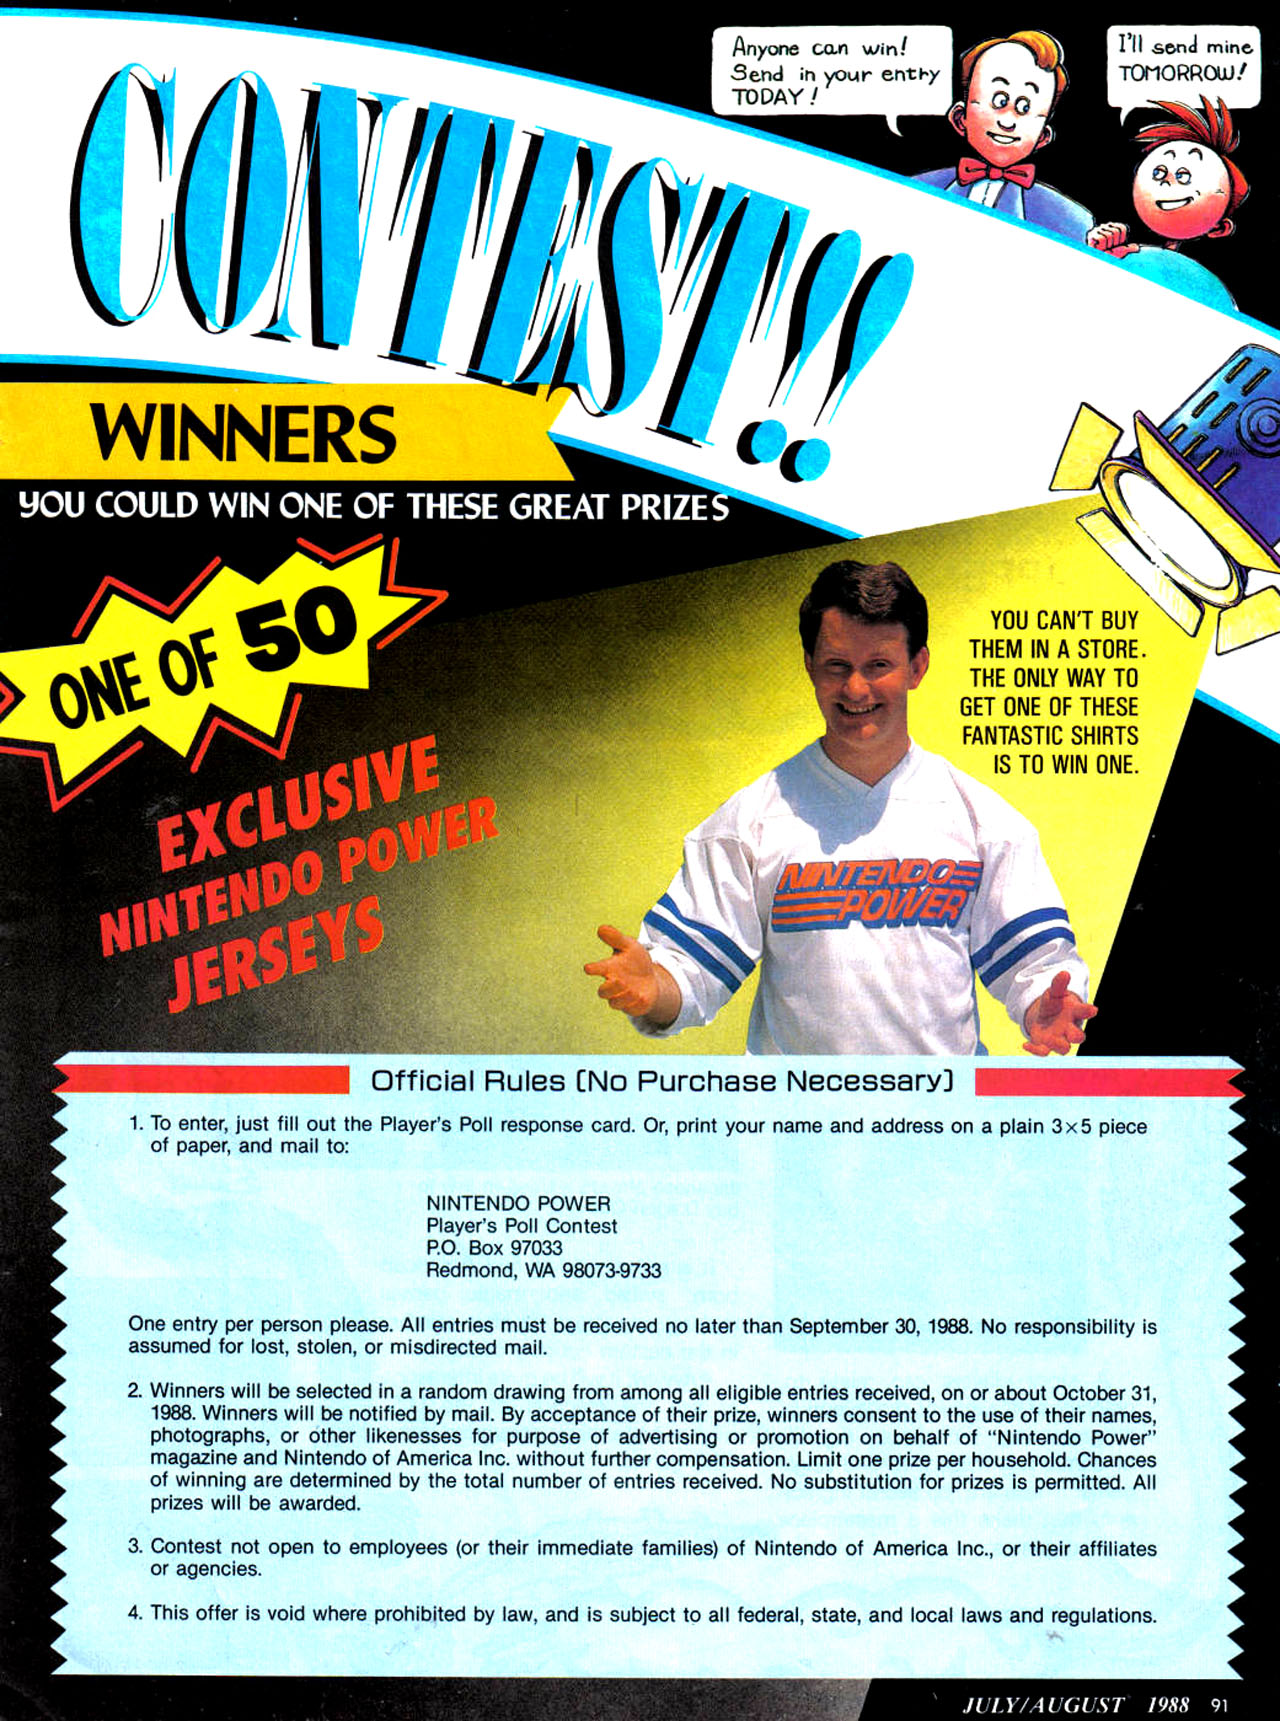 Anyone can win!
Send in your entry
TODAY!
I'll send mine
TOMORROW!
CONTEST!!
WINNERS
YOU COULD WIN ONE OF THESE GREAT PRIZES
ONE OF 50
EXCLUSIVE
NINTENDO POWER
JERSEYS
YOU CAN'T BUY
THEM IN A STORE.
THE ONLY WAY TO
GET ONE OF THESE
FANTASTIC SHIRTS
IS TO WIN ONE.
NINTENDO
POWER
Official Rules (No Purchase Necessary)
1. To enter, just fill out the Player's Poll response card. Or, print your name and address on a plain 3×5 piece
of paper, and mail to:
NINTENDO POWER
Player's Poll Contest
P.O. Box 97033
Redmond, WA 98073-9733
One entry per person please. All entries must be received no later than September 30, 1988. No responsibility is
assumed for lost, stolen, or misdirected mail.
2. Winners will be selected in a random drawing from among all eligible entries received, on or about October 31,
1988. Winners will be notified by mail. By acceptance of their prize, winners consent to the use of their names,
photographs, or other likenesses for purpose of advertising or promotion on behalf of "Nintendo Power"
magazine and Nintendo of America Inc. without further compensation. Limit one prize per household. Chances
of winning are determined by the total number of entries received. No substitution for prizes is permitted. All
prizes will be awarded.
3. Contest not open to employees (or their immediate families) of Nintendo of America Inc., or their affiliates
or agencies.
4. This offer is void where prohibited by law, and is subject to all federal, state, and local laws and regulations.
JULY/AUGUST 1988 91